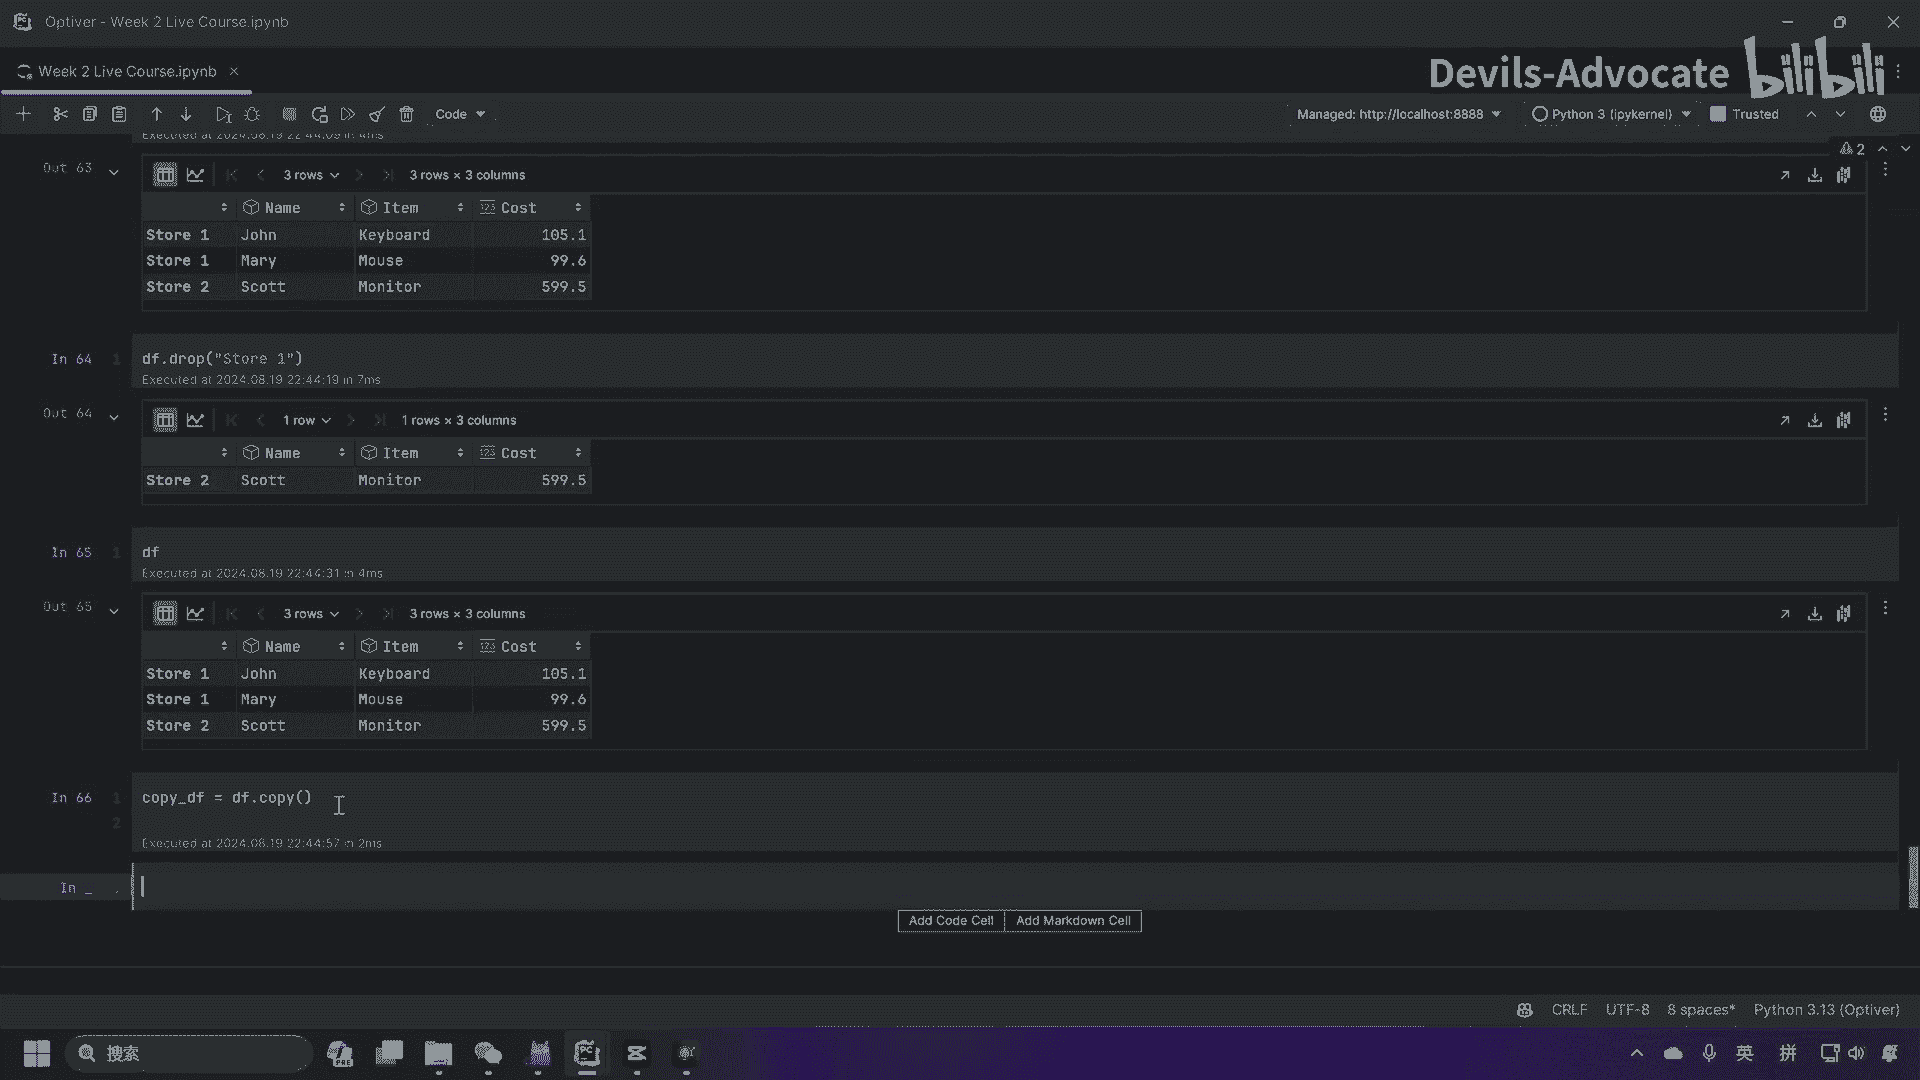 Optiver - Week 2 Live Course.ipynb
Week 2 Live Course.ipynb
Devils-Advocate bilibili
Code
Managed: http://localhost:8888
Python 3 (ipykernel)
Trusted
Executed at 2024.08.19 22:44:09 in 4ms
2
Out 63
3 rows
3 rows × 3 columns
Name Item Cost
Store 1 John Keyboard 105.1
Store 1 Mary Mouse 99.6
Store 2 Scott Monitor 599.5
In 64
1 df.drop("Store 1")
Executed at 2024.08.19 22:44:19 in 7ms
Out 64
1 row
1 rows × 3 columns
Name Item Cost
Store 2 Scott Monitor 599.5
In 65
1 df
Executed at 2024.08.19 22:44:31 in 4ms
Out 65
3 rows
3 rows × 3 columns
Name Item Cost
Store 1 John Keyboard 105.1
Store 1 Mary Mouse 99.6
Store 2 Scott Monitor 599.5
In 66
1 copy_df = df.copy()
2
Executed at 2024.08.19 22:44:57 in 2ms
In _
Add Code Cell
Add Markdown Cell
CRLF UTF-8 8 spaces* Python 3.13 (Optiver)
搜索
英 拼